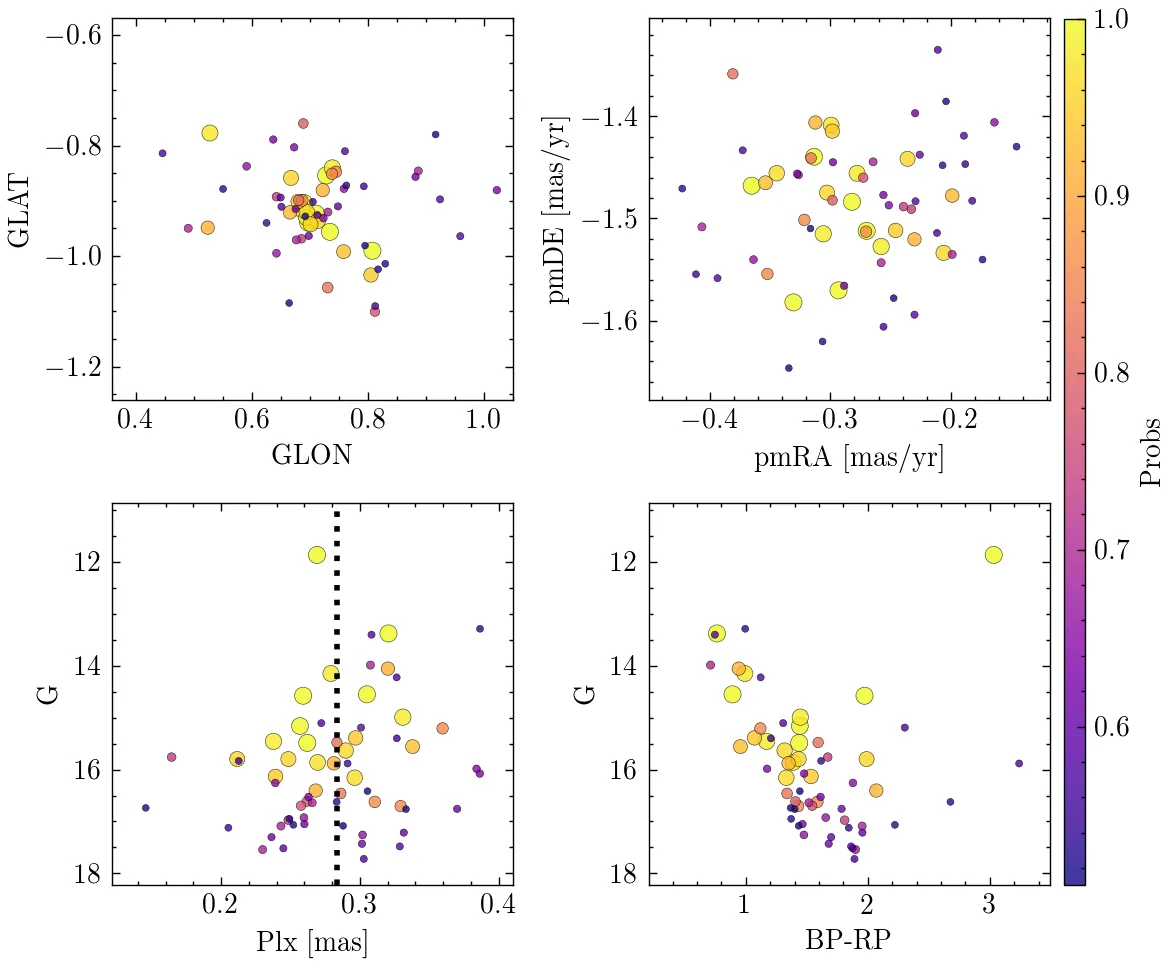 −0.6
−0.8
−1.0
−1.2
GLAT
0.4 0.6 0.8 1.0
GLON
−1.4
−1.5
−1.6
pmDE [mas/yr]
−0.4 −0.3 −0.2
pmRA [mas/yr]
12
14
16
18
G
0.2 0.3 0.4
Plx [mas]
12
14
16
18
G
1 2 3
BP-RP
1.0
0.9
0.8
0.7
0.6
Probs